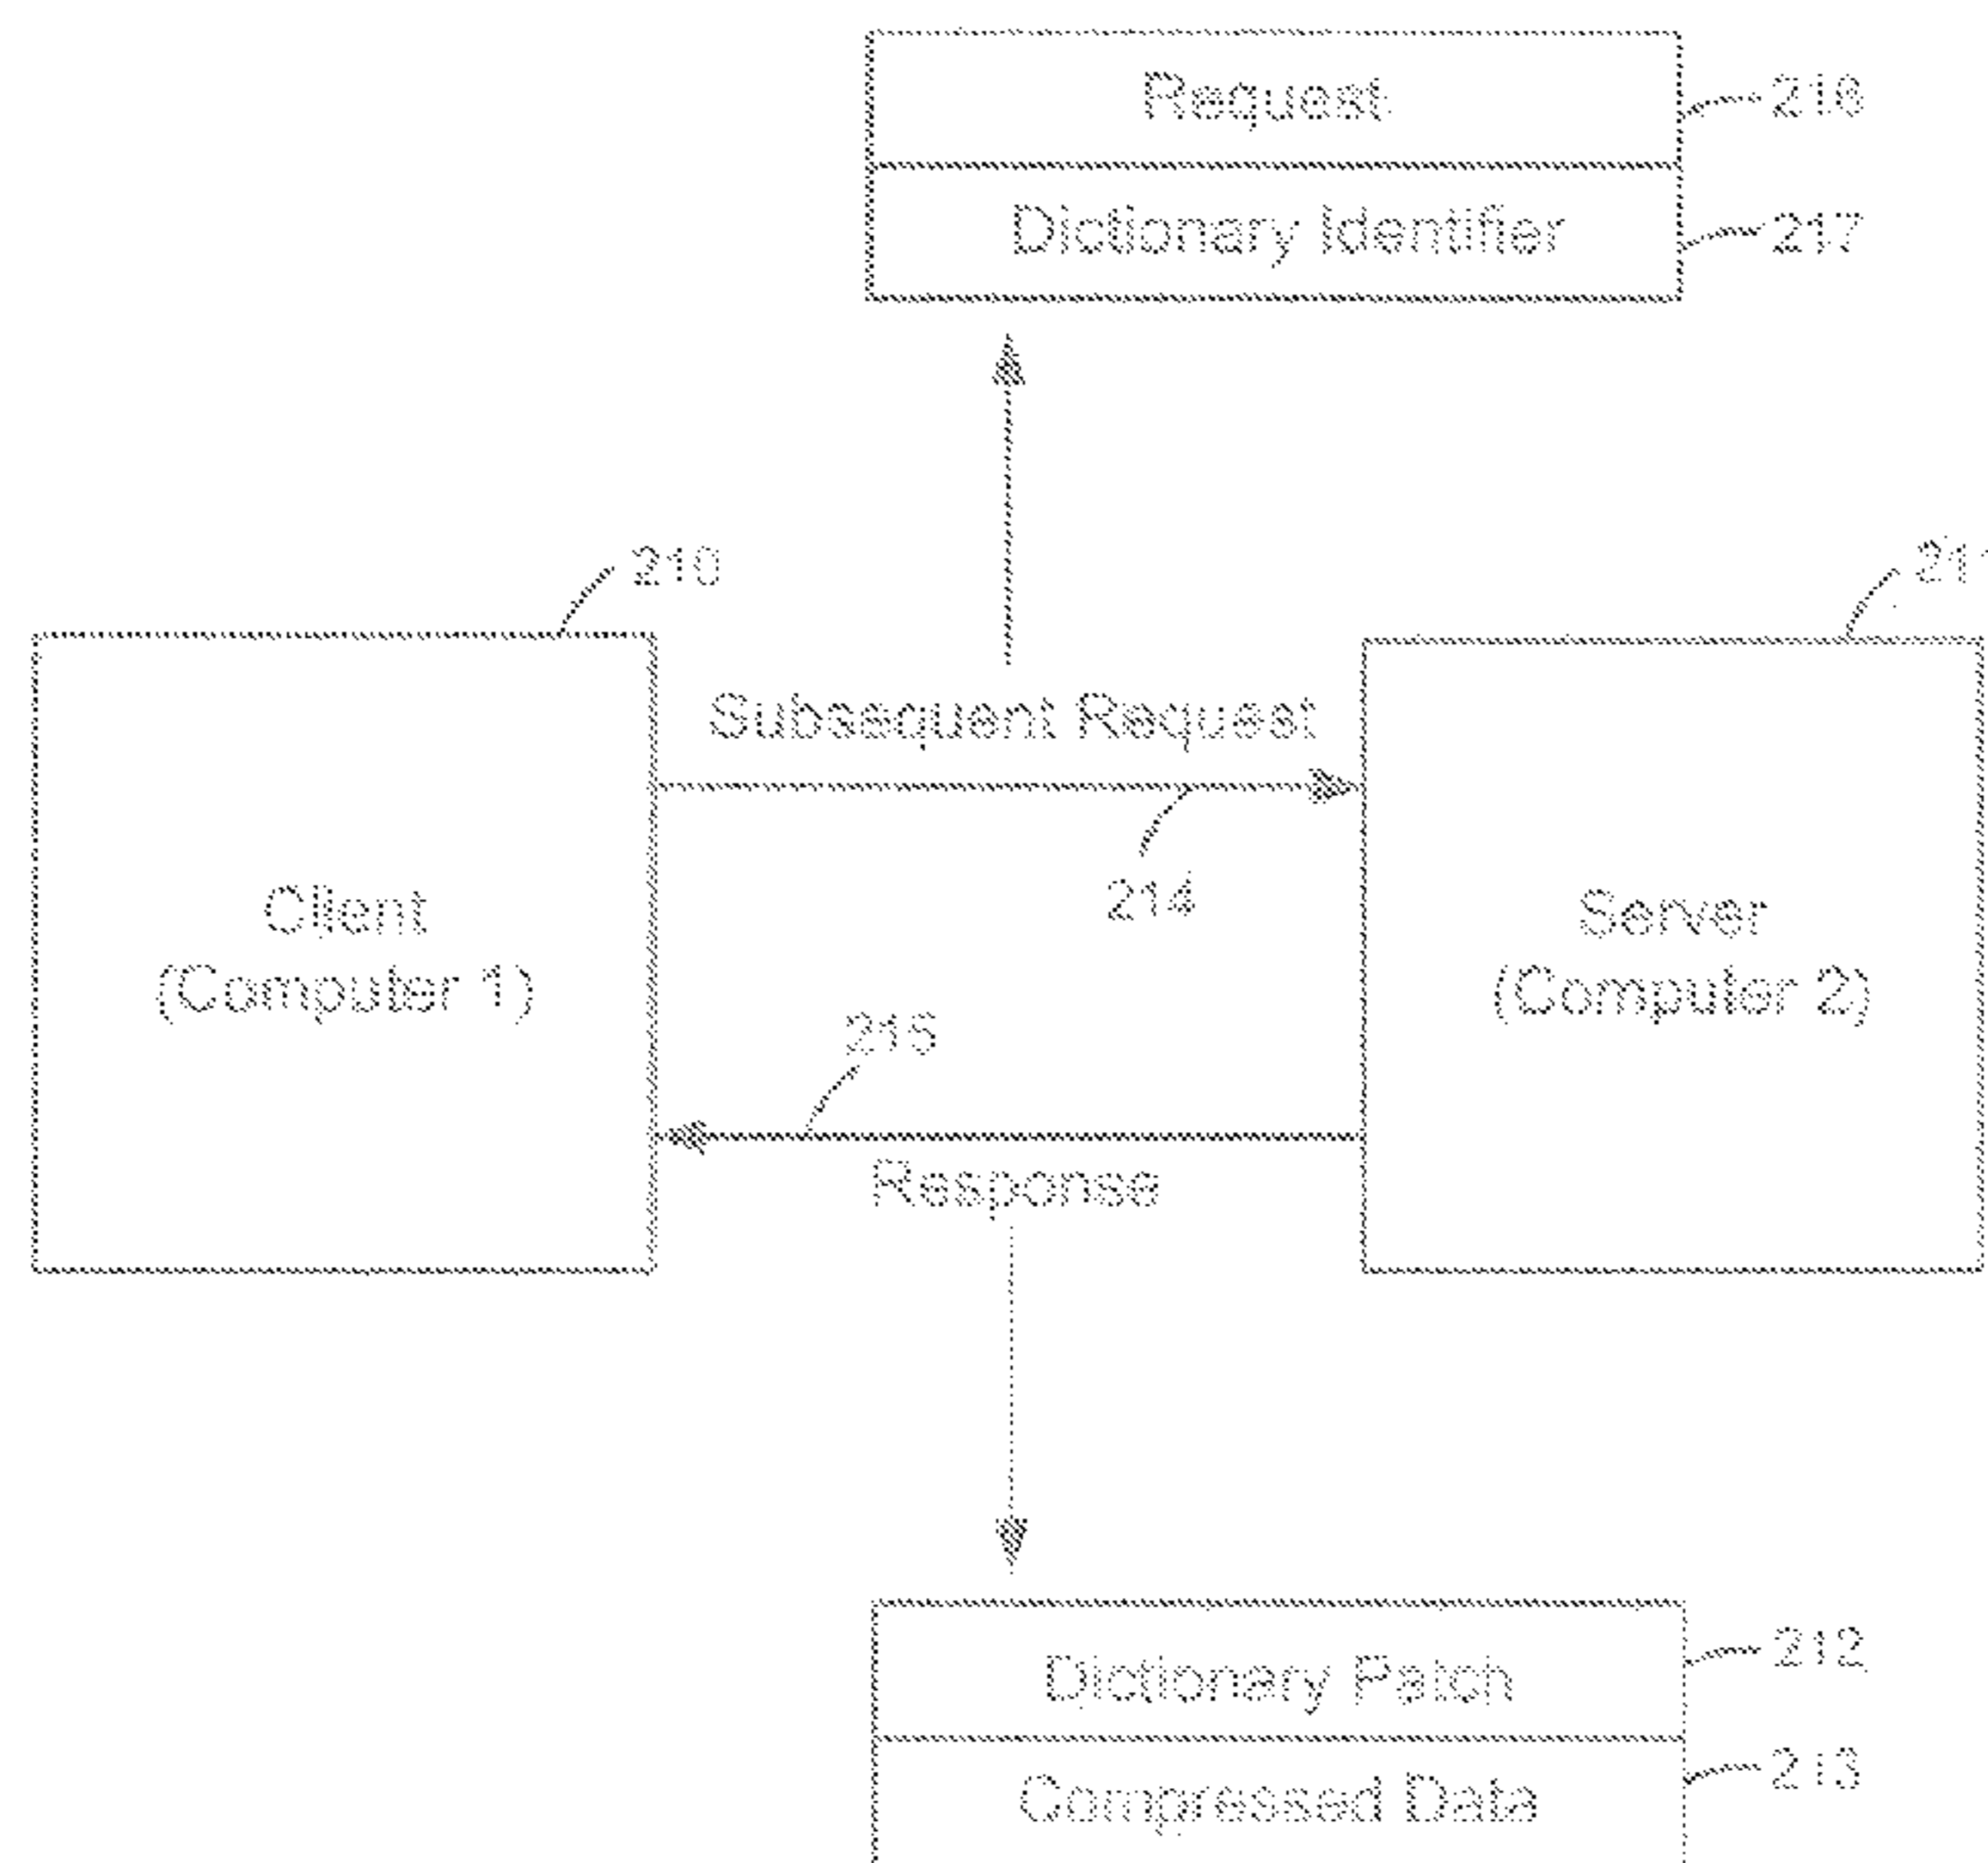 Request
216
Dictionary Identifier
217
210
211
Subsequent Request
214
Client
(Computer 1)
Server
(Computer 2)
215
Response
Dictionary Patch
212
Compressed Data
213